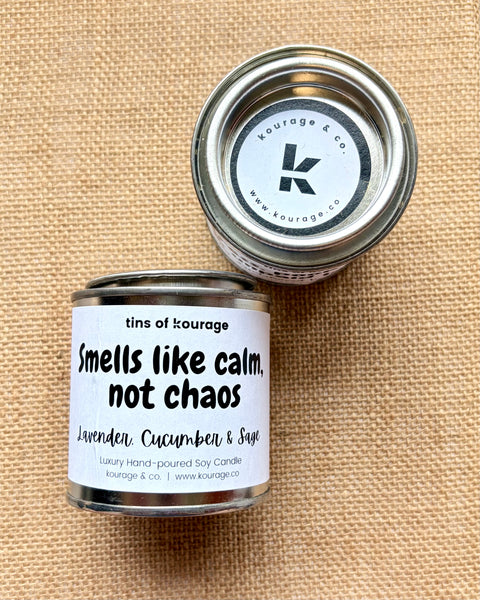 kourage & co.
K
www.kourage.co
tins of kourage
Smells like calm,
not chaos
Lavender, Cucumber & Sage
Luxury Hand-poured Soy Candle
kourage & co. | www.kourage.co